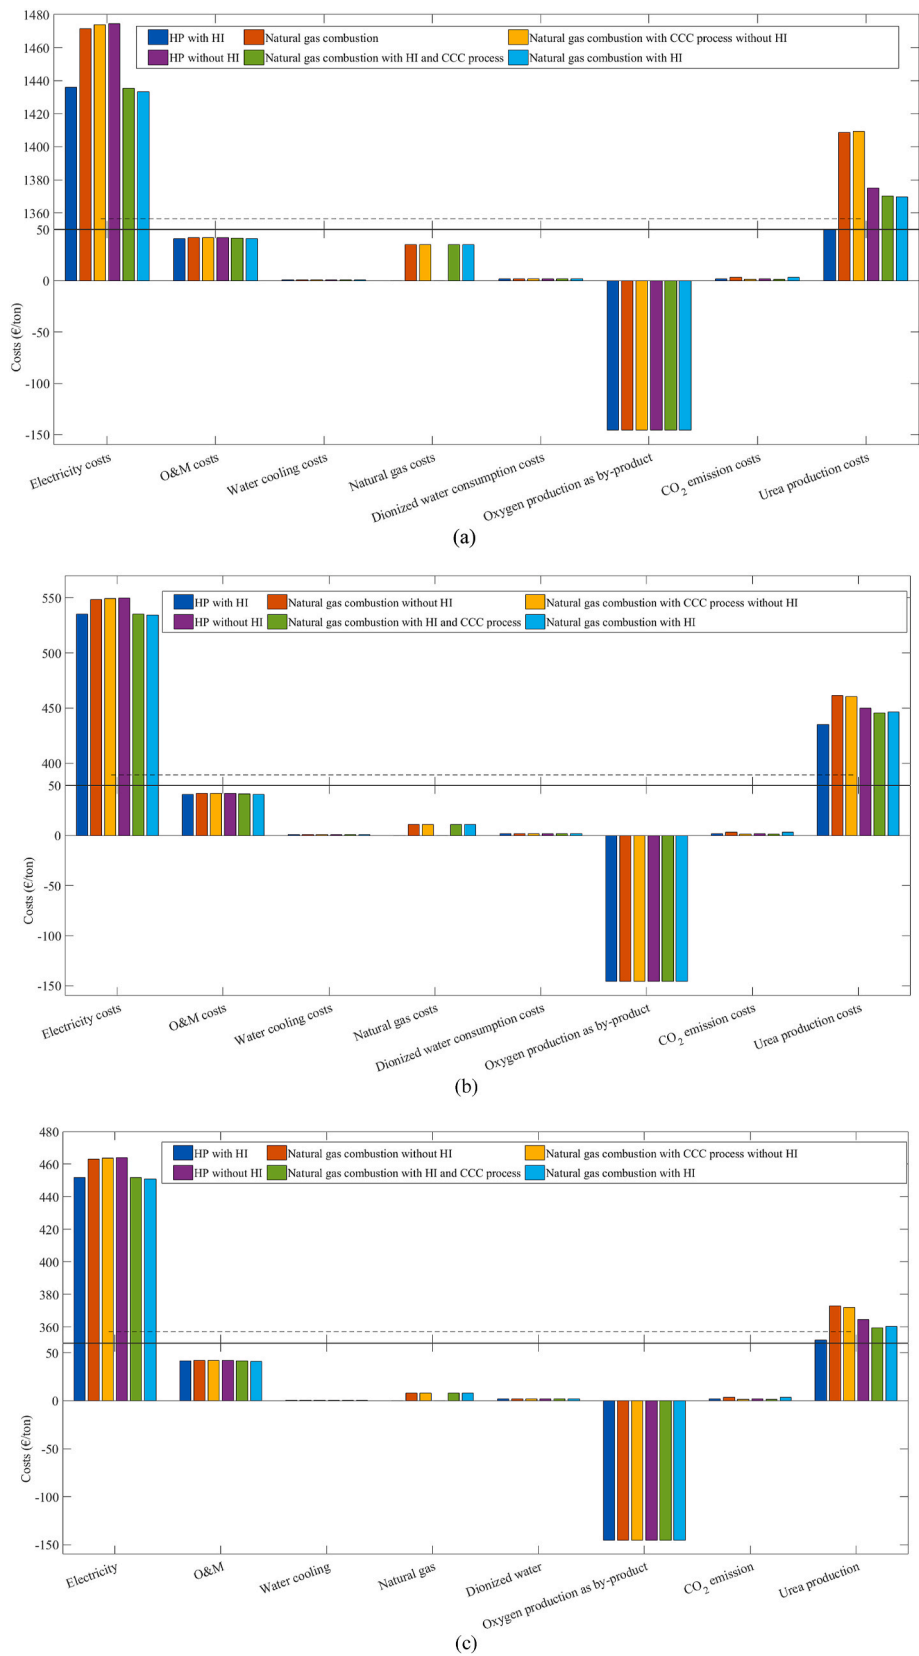 1480
1460
1440
1420
1400
1380
1360
50
0
-50
-100
-150
Costs (€/ton)
HP with HI Natural gas combustion Natural gas combustion with CCC process without HI
HP without HI Natural gas combustion with HI and CCC process Natural gas combustion with HI
Electricity costs
O&M costs
Water cooling costs
Natural gas costs
Dionized water consumption costs
Oxygen production as by-product
CO2 emission costs
Urea production costs
(a)
550
500
450
400
50
0
-50
-100
-150
Costs (€/ton)
HP with HI Natural gas combustion without HI Natural gas combustion with CCC process without HI
HP without HI Natural gas combustion with HI and CCC process Natural gas combustion with HI
Electricity costs
O&M costs
Water cooling costs
Natural gas costs
Dionized water consumption costs
Oxygen production as by-product
CO2 emission costs
Urea production costs
(b)
480
460
440
420
400
380
360
50
0
-50
-100
-150
Costs (€/ton)
HP with HI Natural gas combustion without HI Natural gas combustion with CCC process without HI
HP without HI Natural gas combustion with HI and CCC process Natural gas combustion with HI
Electricity
O&M
Water cooling
Natural gas
Dionized water
Oxygen production as by-product
CO2 emission
Urea production
(c)